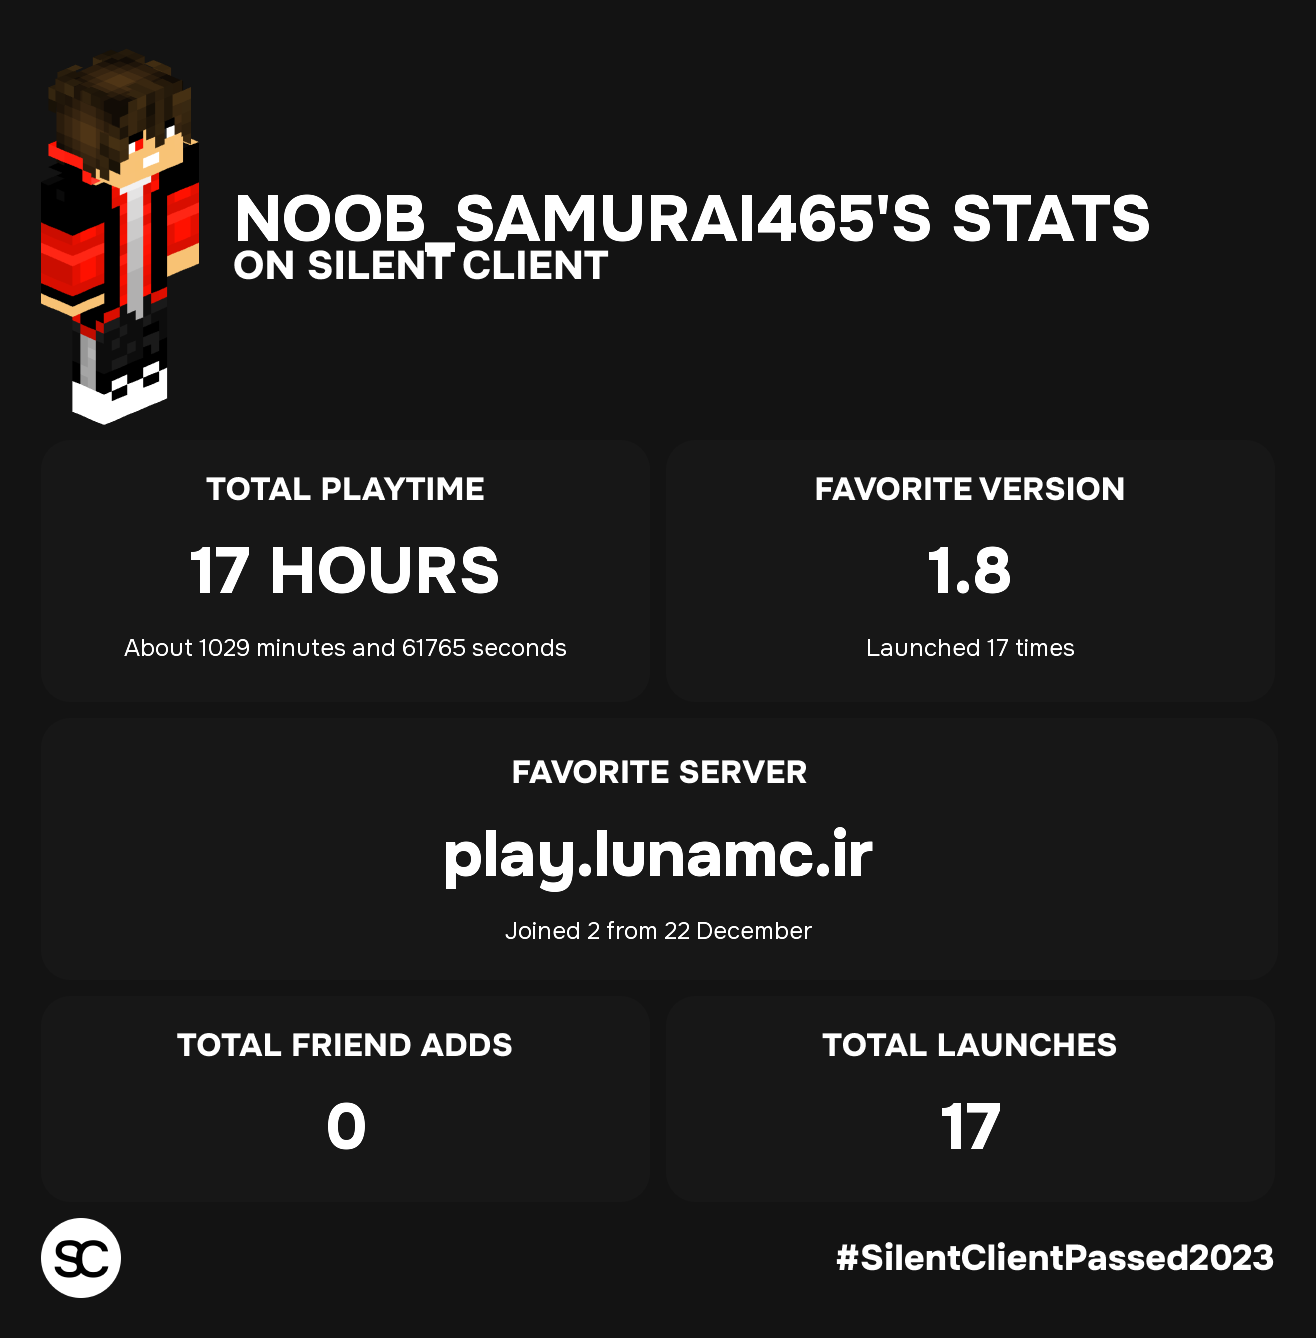 NOOB_SAMURAI465'S STATS
ON SILENT CLIENT
TOTAL PLAYTIME
17 HOURS
About 1029 minutes and 61765 seconds
FAVORITE VERSION
1.8
Launched 17 times
FAVORITE SERVER
play.lunamc.ir
Joined 2 from 22 December
TOTAL FRIEND ADDS
0
TOTAL LAUNCHES
17
SC
#SilentClientPassed2023